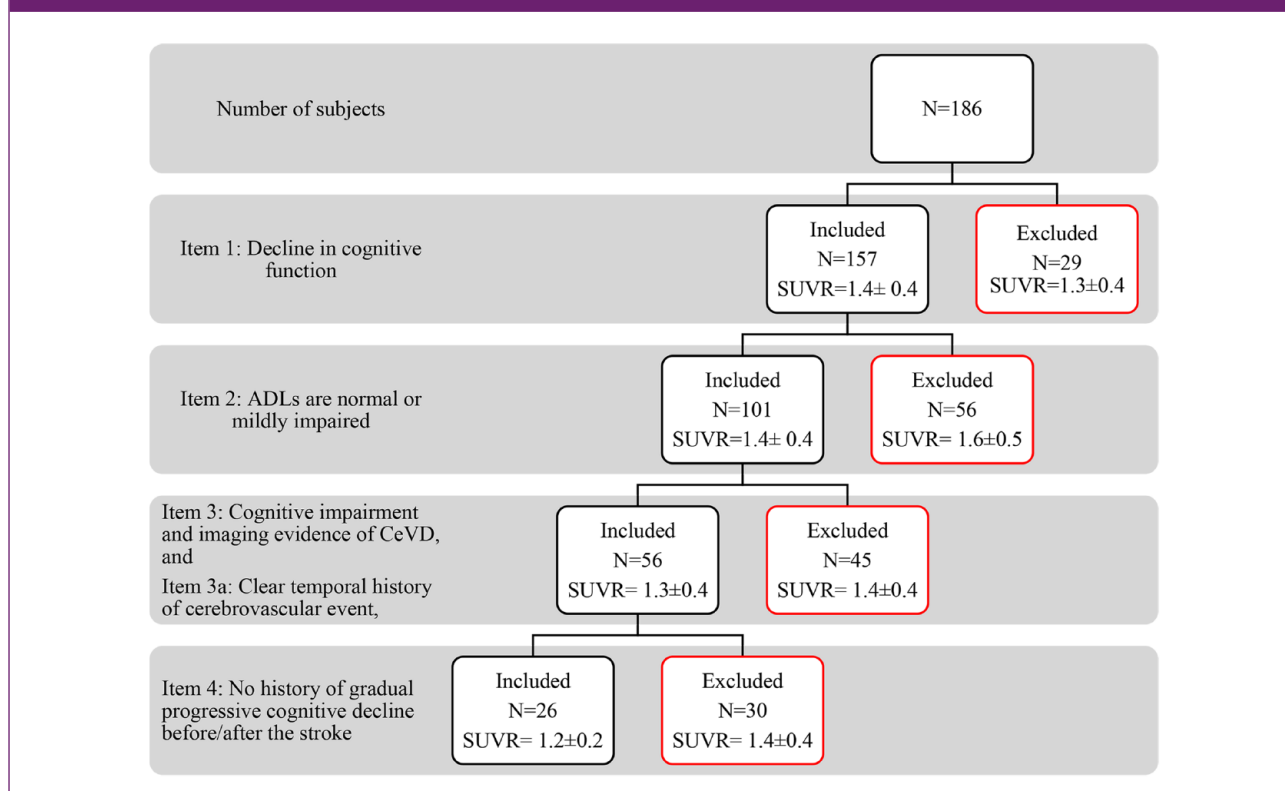 Number of subjects
N=186
Item 1: Decline in cognitive
function
Included
N=157
SUVR=1.4± 0.4
Excluded
N=29
SUVR=1.3±0.4
Item 2: ADLs are normal or
mildly impaired
Included
N=101
SUVR=1.4± 0.4
Excluded
N=56
SUVR= 1.6±0.5
Item 3: Cognitive impairment
and imaging evidence of CeVD,
and
Item 3a: Clear temporal history
of cerebrovascular event,
Included
N=56
SUVR= 1.3±0.4
Excluded
N=45
SUVR= 1.4±0.4
Item 4: No history of gradual
progressive cognitive decline
before/after the stroke
Included
N=26
SUVR= 1.2±0.2
Excluded
N=30
SUVR= 1.4±0.4